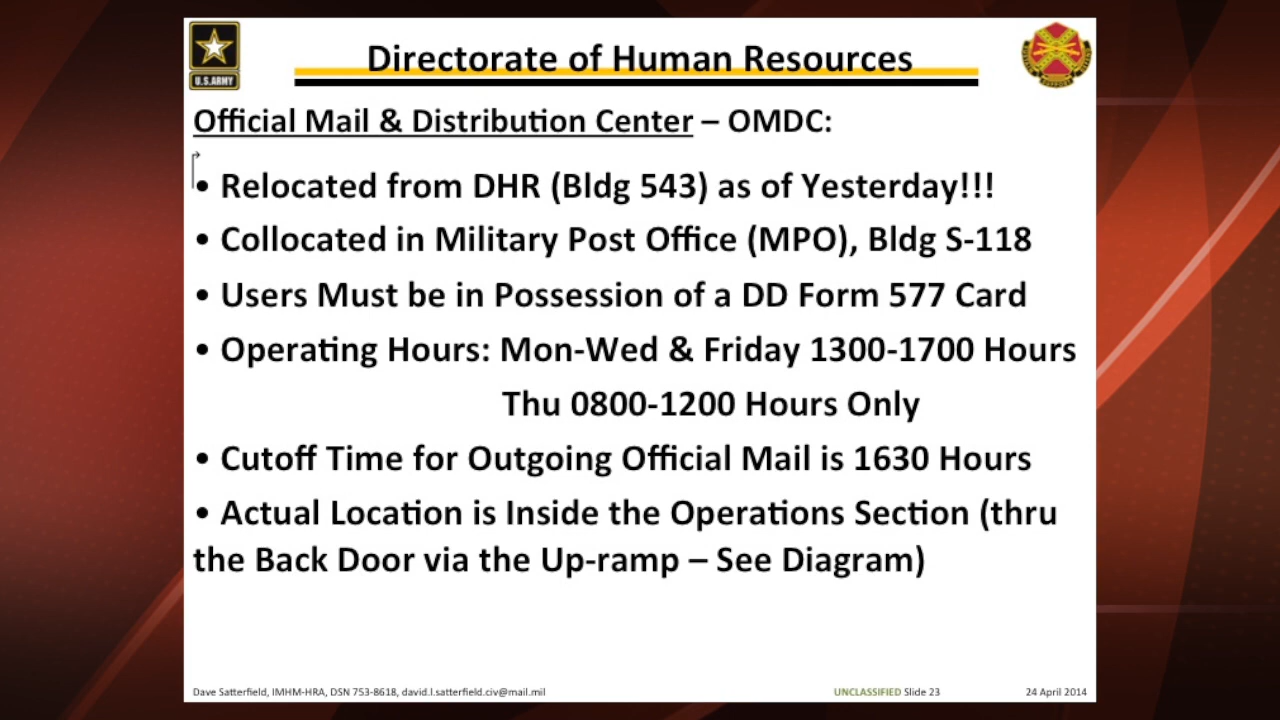 U.S.ARMY
Directorate of Human Resources
Official Mail & Distribution Center – OMDC:
• Relocated from DHR (Bldg 543) as of Yesterday!!!
• Collocated in Military Post Office (MPO), Bldg S-118
• Users Must be in Possession of a DD Form 577 Card
• Operating Hours: Mon-Wed & Friday 1300-1700 Hours
Thu 0800-1200 Hours Only
• Cutoff Time for Outgoing Official Mail is 1630 Hours
• Actual Location is Inside the Operations Section (thru
the Back Door via the Up-ramp – See Diagram)
Dave Satterfield, IMHM-HRA, DSN 753-8618, david.l.satterfield.civ@mail.mil
UNCLASSIFIED Slide 23
24 April 2014